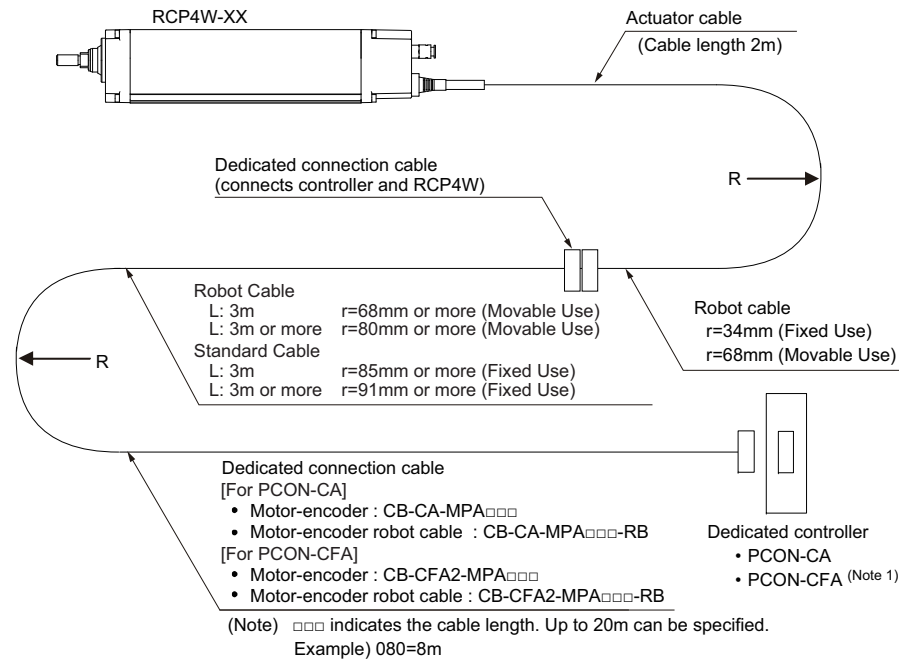 RCP4W-XX
Actuator cable
(Cable length 2m)
Dedicated connection cable
(connects controller and RCP4W)
R
Robot Cable
L: 3m r=68mm or more (Movable Use)
L: 3m or more r=80mm or more (Movable Use)
Standard Cable
L: 3m r=85mm or more (Fixed Use)
L: 3m or more r=91mm or more (Fixed Use)
Robot cable
r=34mm (Fixed Use)
r=68mm (Movable Use)
R
Dedicated connection cable
[For PCON-CA]
• Motor-encoder : CB-CA-MPA□□□
• Motor-encoder robot cable : CB-CA-MPA□□□-RB
[For PCON-CFA]
• Motor-encoder : CB-CFA2-MPA□□□
• Motor-encoder robot cable : CB-CFA2-MPA□□□-RB
Dedicated controller
• PCON-CA
• PCON-CFA (Note 1)
(Note) □□□ indicates the cable length. Up to 20m can be specified.
Example) 080=8m